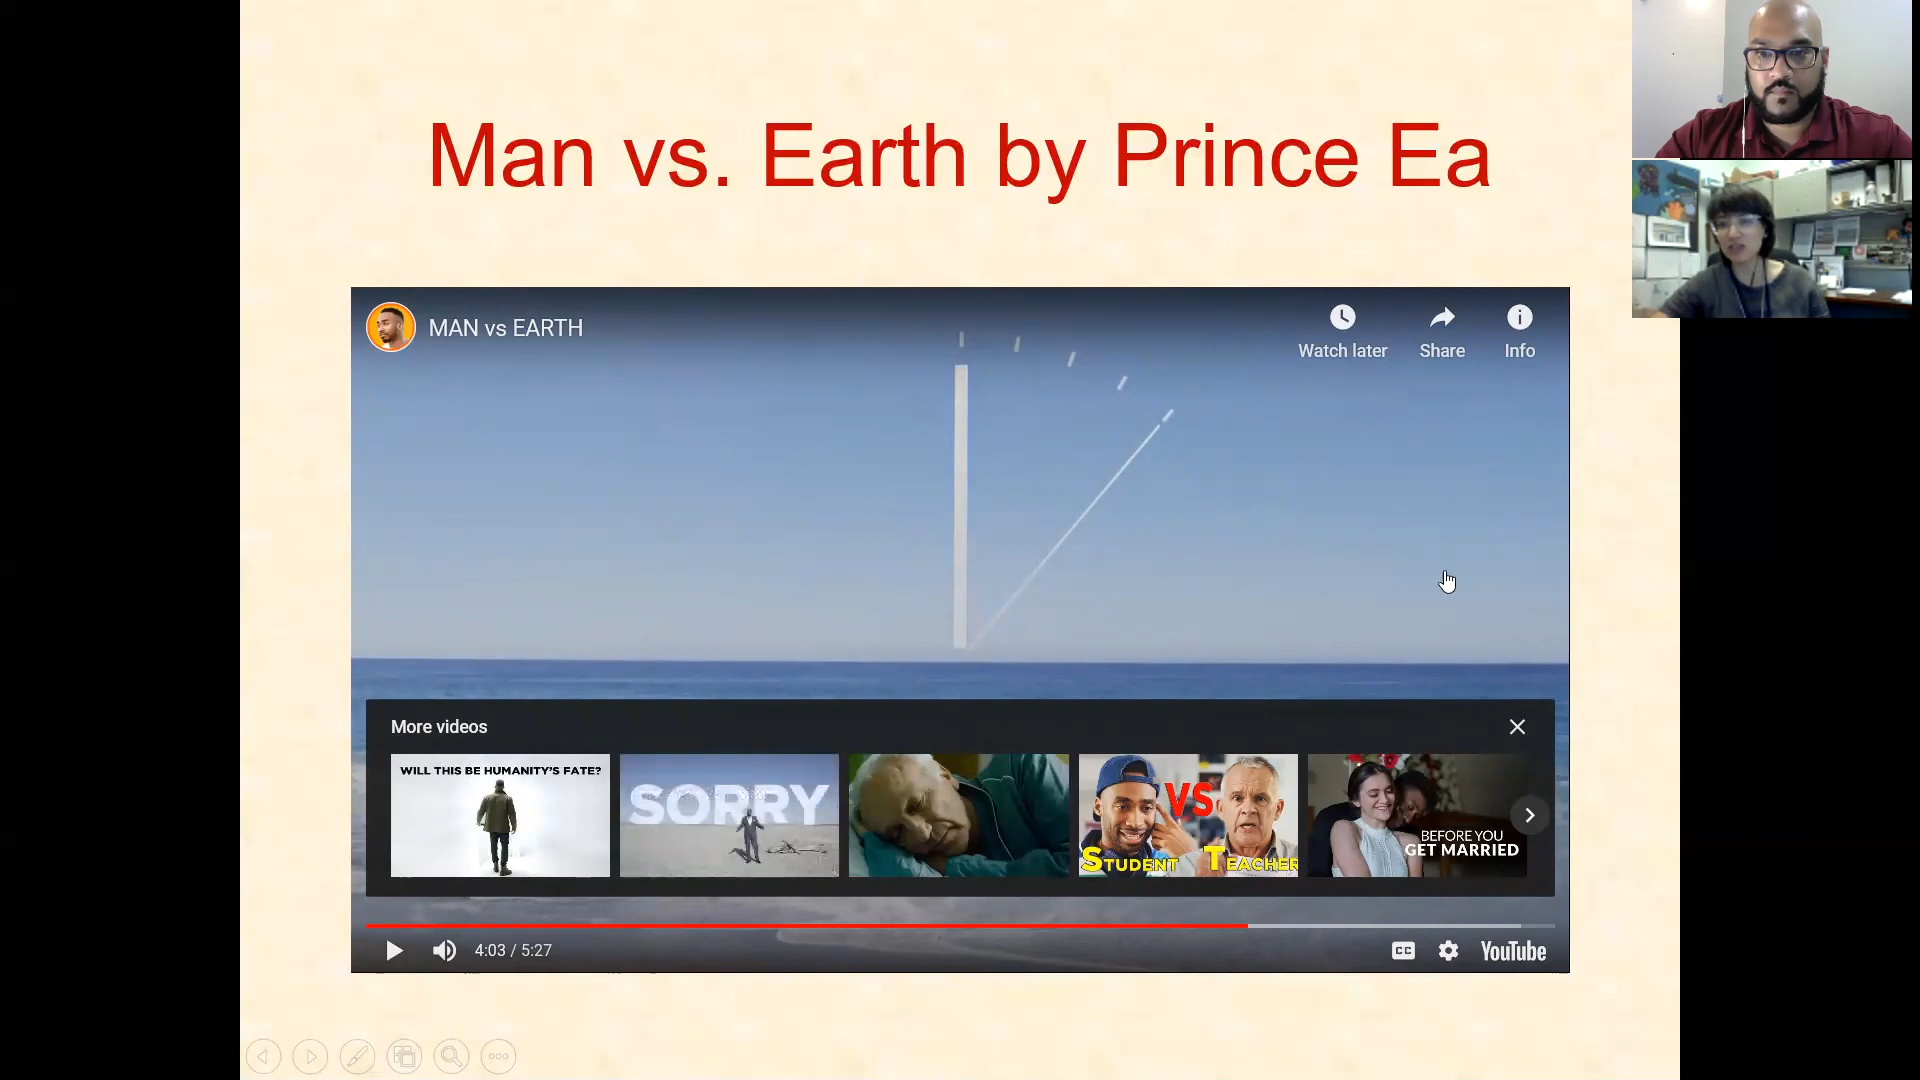 Man vs. Earth by Prince Ea
MAN vs EARTH
Watch later
Share
Info
More videos
WILL THIS BE HUMANITY'S FATE?
SORRY
VS
STUDENT
TEACHER
BEFORE YOU
GET MARRIED
4:03 / 5:27
CC
YouTube